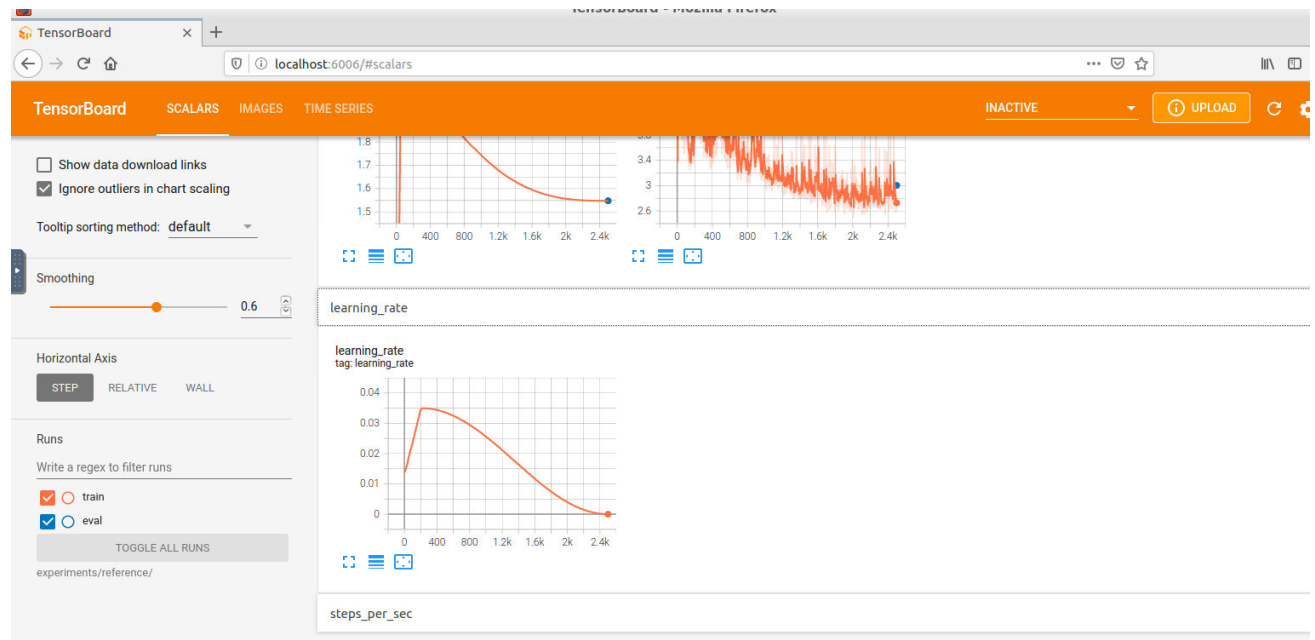 TensorBoard - Mozilla Firefox
TensorBoard × +
localhost:6006/#scalars
TensorBoard SCALARS IMAGES TIME SERIES INACTIVE UPLOAD
Show data download links
Ignore outliers in chart scaling
Tooltip sorting method: default
Smoothing
0.6
Horizontal Axis
STEP RELATIVE WALL
Runs
Write a regex to filter runs
train
eval
TOGGLE ALL RUNS
experiments/reference/
1.8
1.7
1.6
1.5
0 400 800 1.2k 1.6k 2k 2.4k
3.8
3.4
3
2.6
0 400 800 1.2k 1.6k 2k 2.4k
learning_rate
learning_rate
tag: learning_rate
0.04
0.03
0.02
0.01
0
0 400 800 1.2k 1.6k 2k 2.4k
steps_per_sec